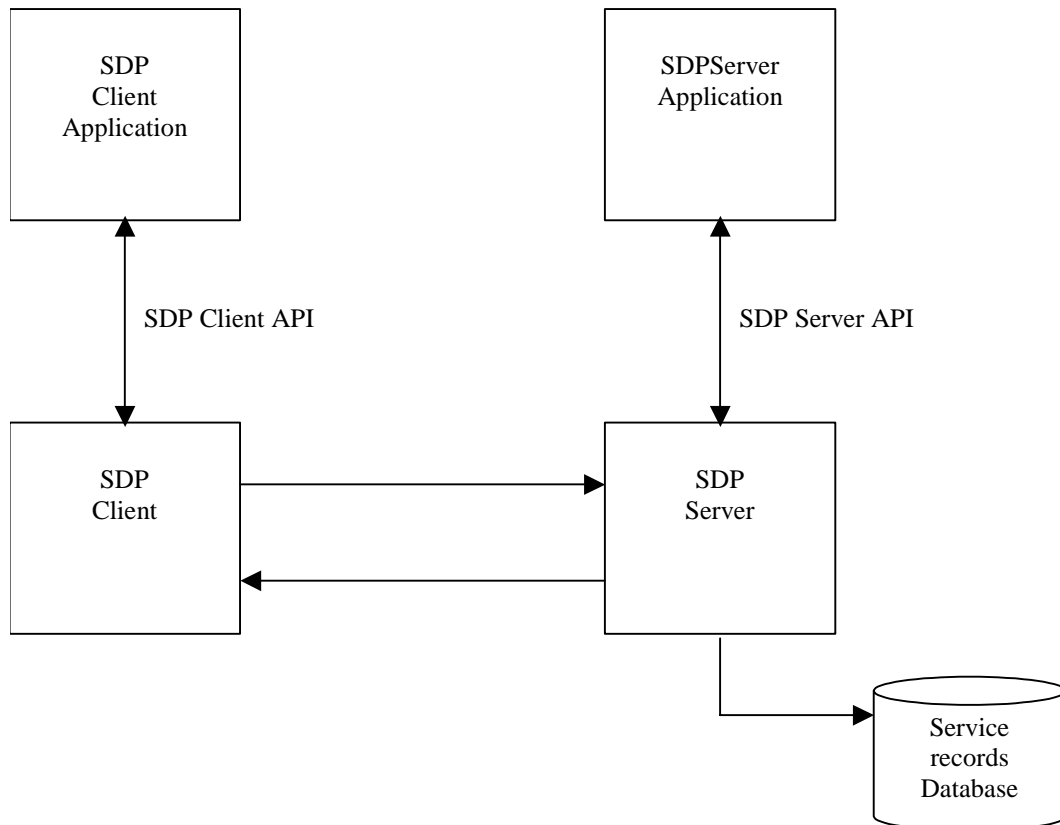 SDP
Client
Application
SDPServer
Application
SDP Client API
SDP Server API
SDP
Client
SDP
Server
Service
records
Database